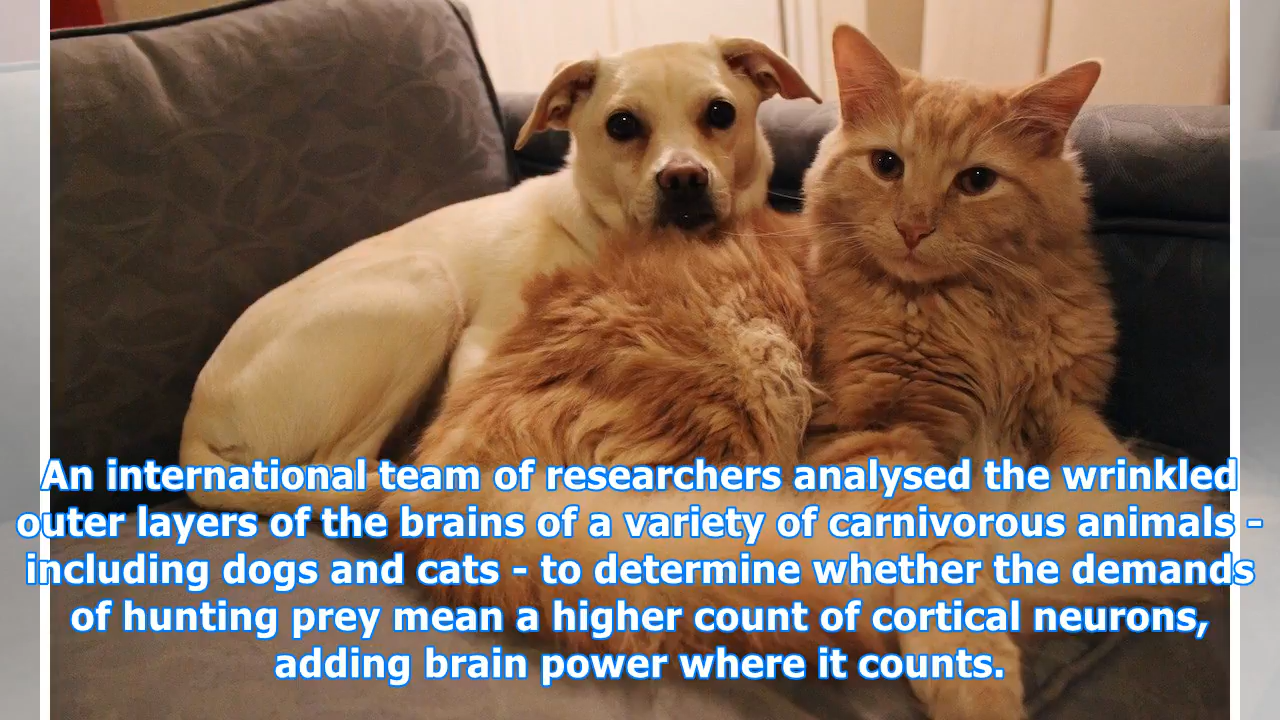 An international team of researchers analysed the wrinkled
outer layers of the brains of a variety of carnivorous animals -
including dogs and cats - to determine whether the demands
of hunting prey mean a higher count of cortical neurons,
adding brain power where it counts.